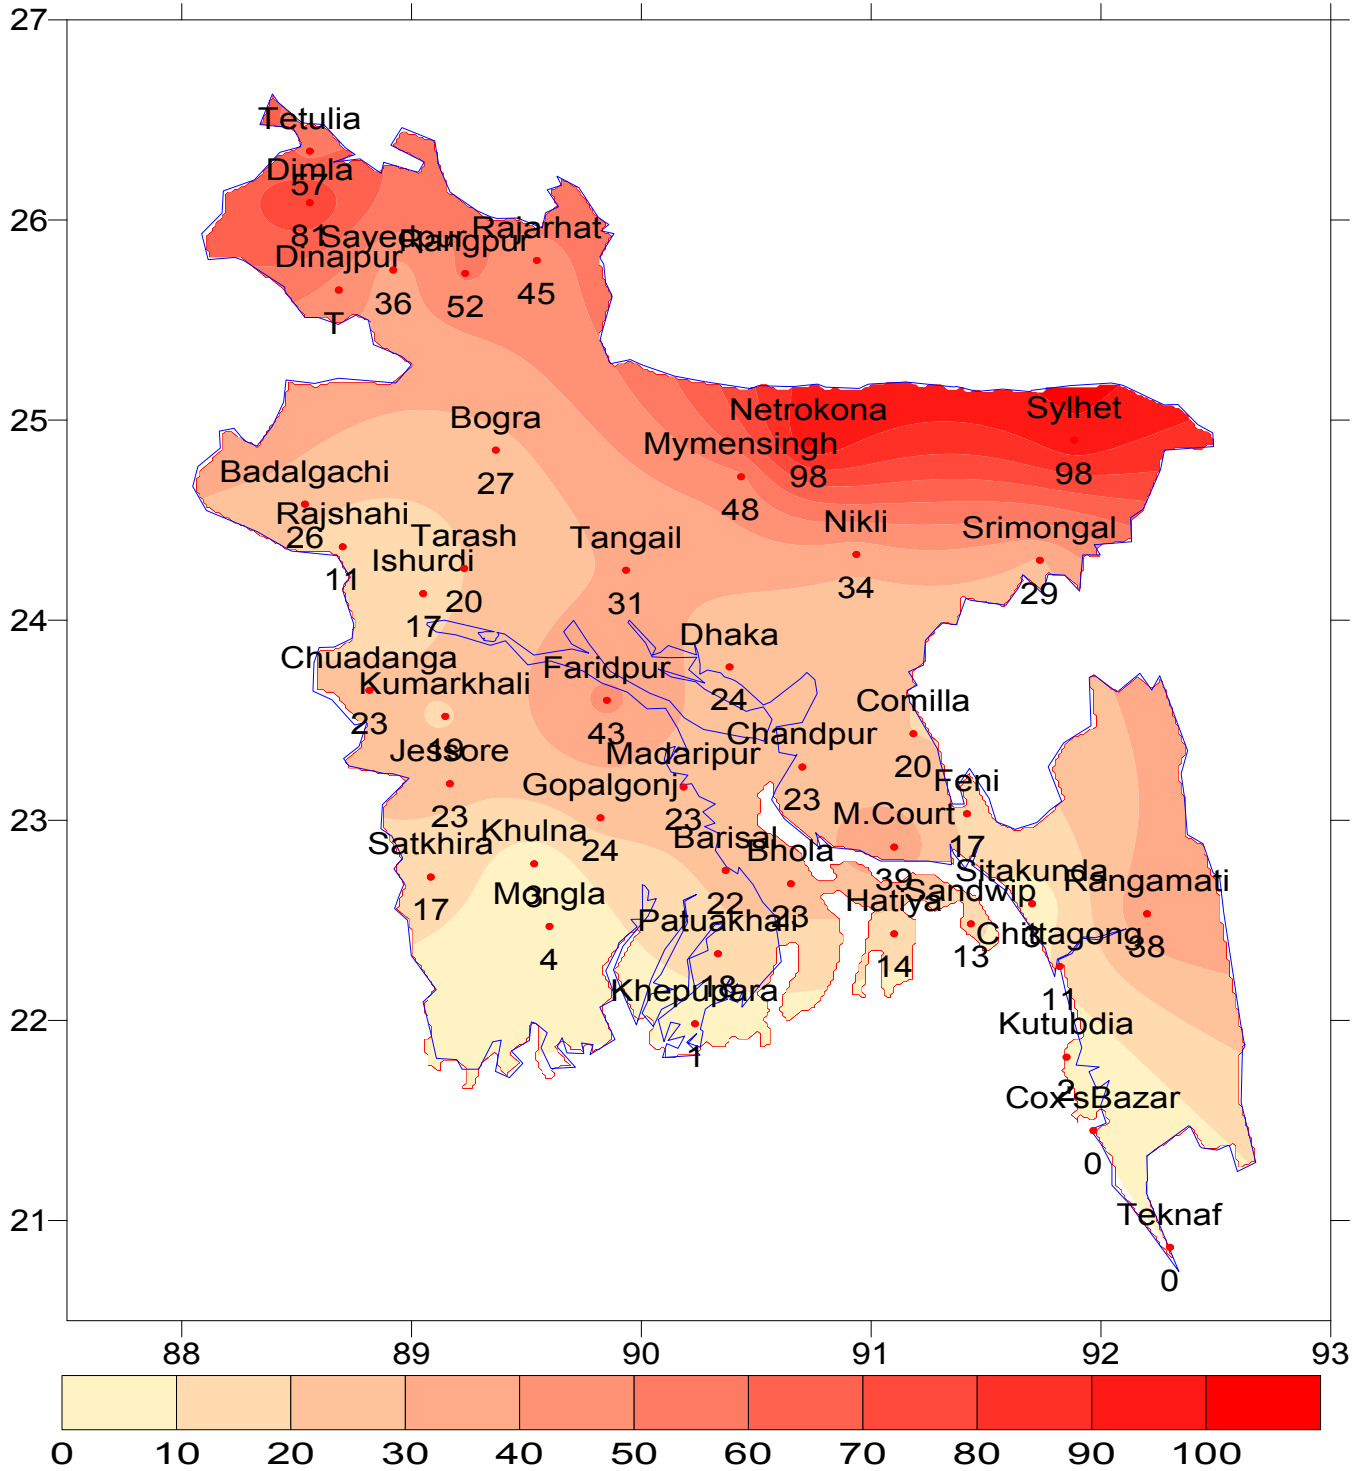 27
Tetulia
Dimla
57
26
Rajarhat
81
Sayedpur
Rangpur
Dinajpur
45
36
52
T
Netrokona
Sylhet
25
Bogra
Mymensingh
Badalgachi
98
98
27
48
Rajshahi
Nikli
Srimongal
26
Tarash
Tangail
Ishurdi
11
34
29
20
31
24
17
Dhaka
Chuadanga
Faridpur
Kumarkhali
24
Comilla
23
43
Chandpur
19
Jessore
Madaripur
20
Gopalgonj
Feni
23
23
M.Court
23
23
Khulna
Barisal
Satkhira
24
Bhola
17
39
Sitakunda
Rangamati
3
Mongla
Sandwip
22
Hatiya
17
23
Patuakhali
3
Chittagong
38
4
14
13
18
Khepupara
11
22
Kutubdia
1
2
Cox'sBazar
0
21
Teknaf
0
88
89
90
91
92
93
0
10
20
30
40
50
60
70
80
90
100